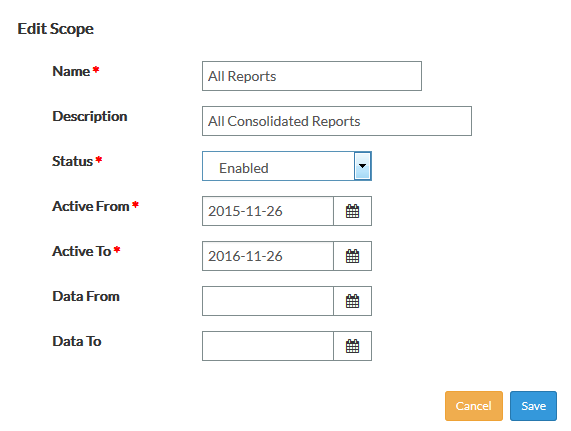 Edit Scope
Name * All Reports
Description All Consolidated Reports
Status * Enabled
Active From * 2015-11-26
Active To * 2016-11-26
Data From
Data To
Cancel Save